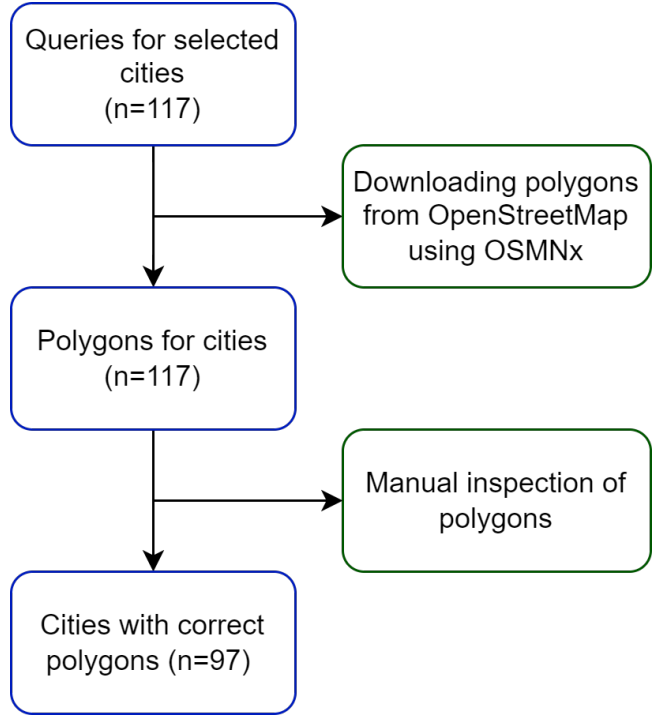 Queries for selected
cities
(n=117)
Downloading polygons
from OpenStreetMap
using OSMNx
Polygons for cities
(n=117)
Manual inspection of
polygons
Cities with correct
polygons (n=97)